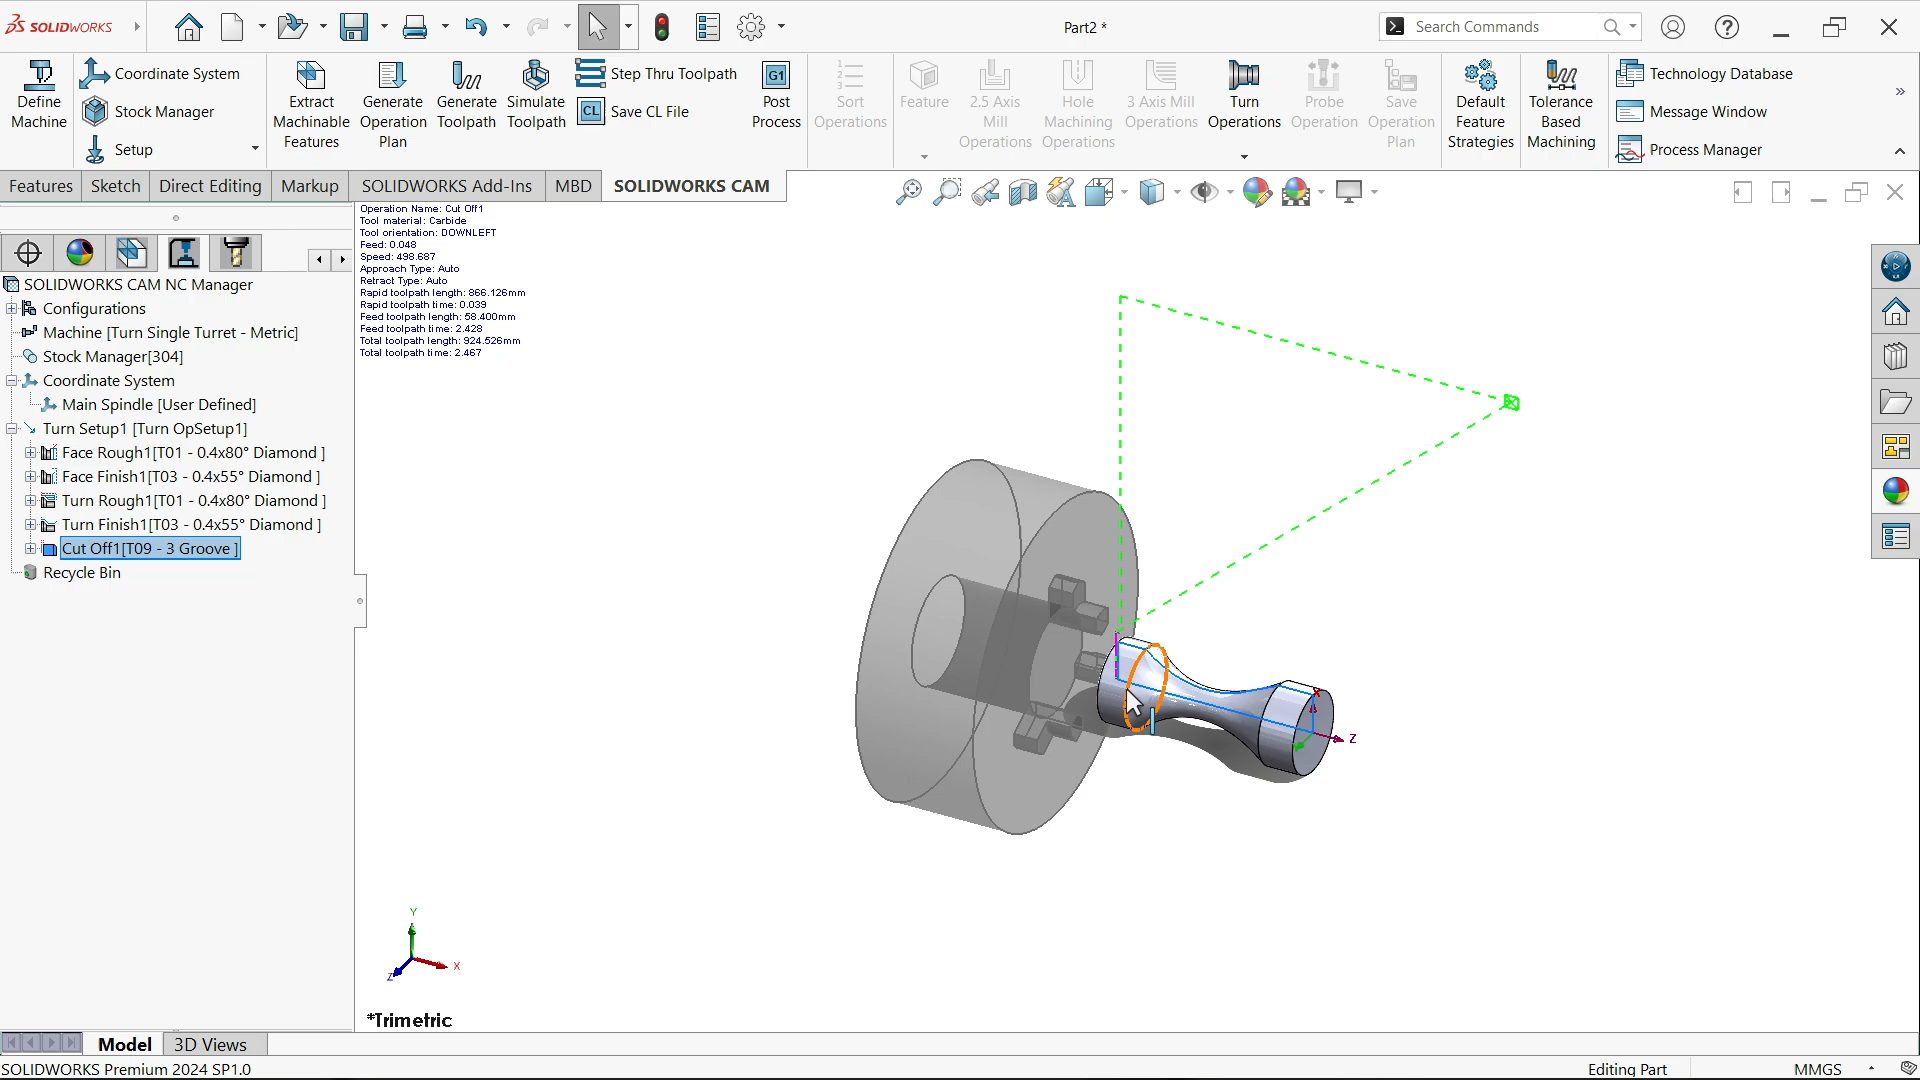 SOLIDWORKS
Part2 *
Search Commands
Define Machine
Coordinate System
Stock Manager
Setup
Extract Machinable Features
Generate Operation Plan
Generate Toolpath
Simulate Toolpath
Step Thru Toolpath
CL Save CL File
G1 Post Process
Sort Operations
Feature
2.5 Axis Mill Operations
Hole Machining Operations
3 Axis Mill Operations
Turn Operations
Probe Operation
Save Operation Plan
Default Feature Strategies
Tolerance Based Machining
Technology Database
Message Window
Process Manager
Features
Sketch
Direct Editing
Markup
SOLIDWORKS Add-Ins
MBD
SOLIDWORKS CAM
SOLIDWORKS CAM NC Manager
Configurations
Machine [Turn Single Turret - Metric]
Stock Manager[304]
Coordinate System
Main Spindle [User Defined]
Turn Setup1 [Turn OpSetup1]
Face Rough1[T01 - 0.4x80° Diamond ]
Face Finish1[T03 - 0.4x55° Diamond ]
Turn Rough1[T01 - 0.4x80° Diamond ]
Turn Finish1[T03 - 0.4x55° Diamond ]
Cut Off1[T09 - 3 Groove ]
Recycle Bin
Operation Name: Cut Off1
Tool material: Carbide
Tool orientation: DOWNLEFT
Feed: 0.048
Speed: 498.687
Approach Type: Auto
Retract Type: Auto
Rapid toolpath length: 866.126mm
Rapid toolpath time: 0.039
Feed toolpath length: 58.400mm
Feed toolpath time: 2.428
Total toolpath length: 924.526mm
Total toolpath time: 2.467
X
Z
Y
X
Z
*Trimetric
Model
3D Views
SOLIDWORKS Premium 2024 SP1.0
Editing Part
MMGS